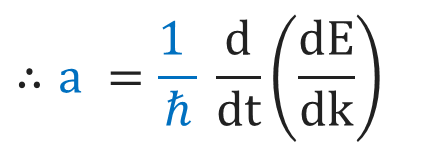 ∴ a = 1/ℏ d/dt (dE/dk)